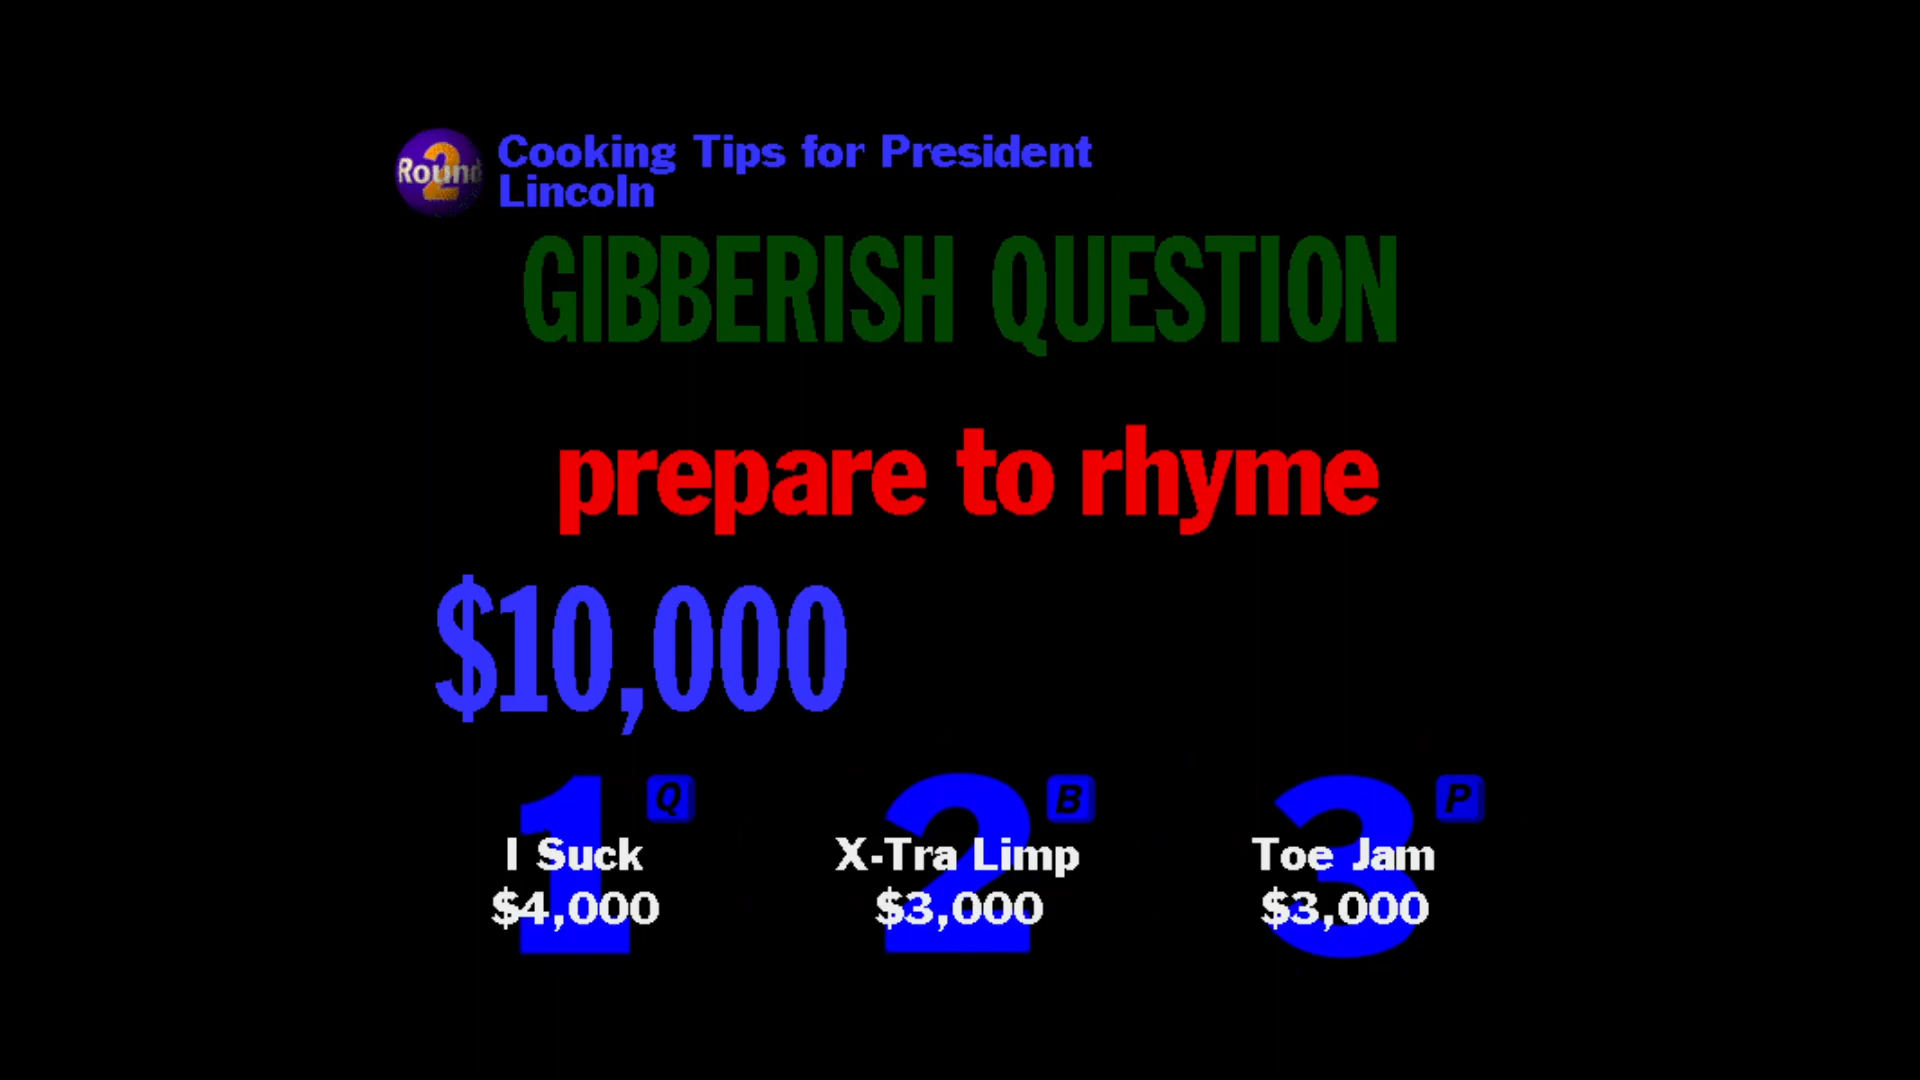 Round 2
Cooking Tips for President
Lincoln
GIBBERISH QUESTION
prepare to rhyme
$10,000
1 Q 2 B 3 P
I Suck X-Tra Limp Toe Jam
$4,000 $3,000 $3,000